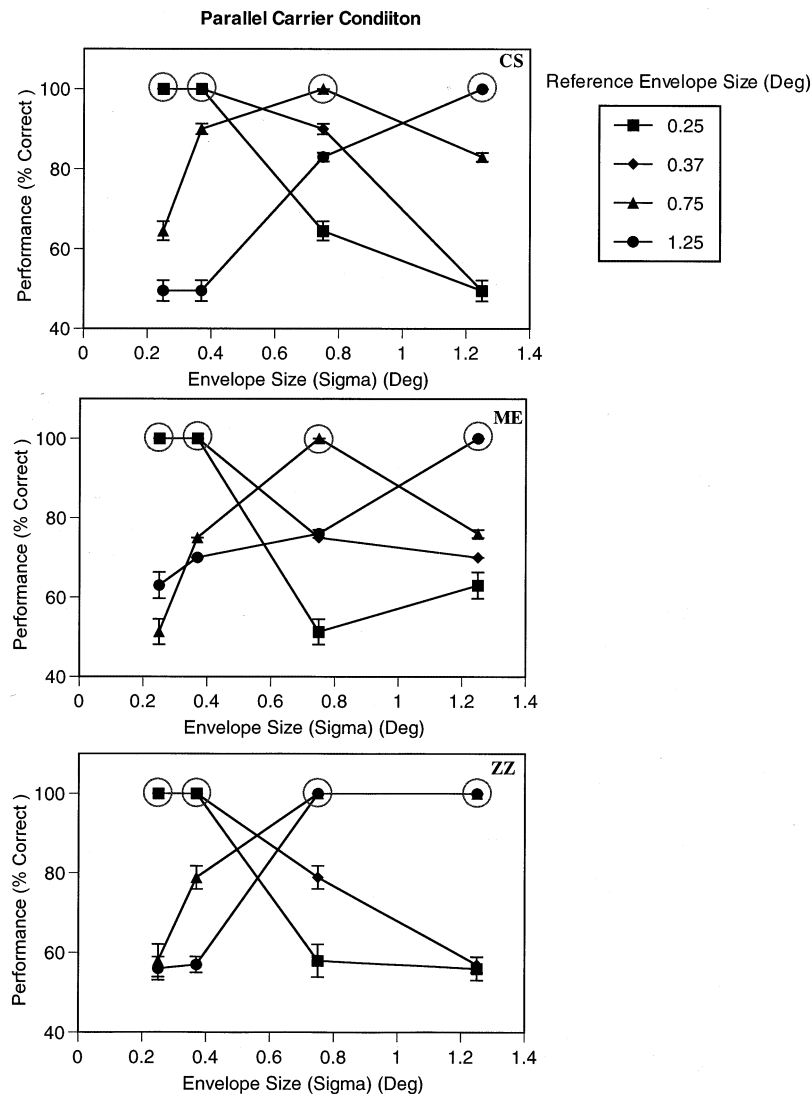 Parallel Carrier Condiiton
CS
Reference Envelope Size (Deg)
0.25
0.37
0.75
1.25
Performance (% Correct )
100
80
60
40
0 0.2 0.4 0.6 0.8 1 1.2 1.4
Envelope Size (Sigma) (Deg)
ME
Performance (% Correct )
100
80
60
40
0 0.2 0.4 0.6 0.8 1 1.2 1.4
Envelope Size (Sigma) (Deg)
ZZ
Performance (% Correct )
100
80
60
40
0 0.2 0.4 0.6 0.8 1 1.2 1.4
Envelope Size (Sigma) (Deg)